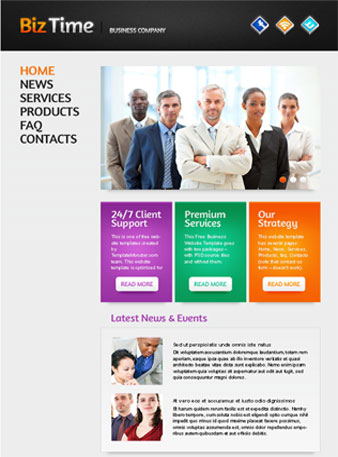 BizTime BUSINESS COMPANY
HOME
NEWS
SERVICES
PRODUCTS
FAQ
CONTACTS
24/7 Client
Support
This is one of web-
site templates
created by
TemplateMonster.com
team. This website
template is optimized for
READ MORE
Premium
Services
This Free Business
Website Template goes
with two packages –
with PSD source files
and without them.
READ MORE
Our
Strategy
This website template
has several pages:
Home, News, Services,
Products, Faq, Contacts
(note that contact us
form – doesn't work).
READ MORE
Latest News & Events
Sed ut perspiciatis unde omnis iste natus
Dit voluptatem accusantium doloremque laudantium, totam rem
aperiam, eaque ipsa quae ab illo inventore veritatis et quasi
architecto beatae vitae dicta sunt explicabo. Nemo enim ipsam
voluptatem quia voluptas sit aspernatur aut odit aut fugit, sed
quia consequuntur magni dolores.
At vero eos et accusamus et iusto odio dignissimos
Et harum quidem rerum facilis est et expedita distinctio. Nam
libero tempore, cum soluta nobis est eligendi optio cumque nihil
impedit quo minus id quod maxime placeat facere possimus,
omnis voluptas assumenda est, omnis dolor repellendus.
autem quibusdam et aut officiis debitis.